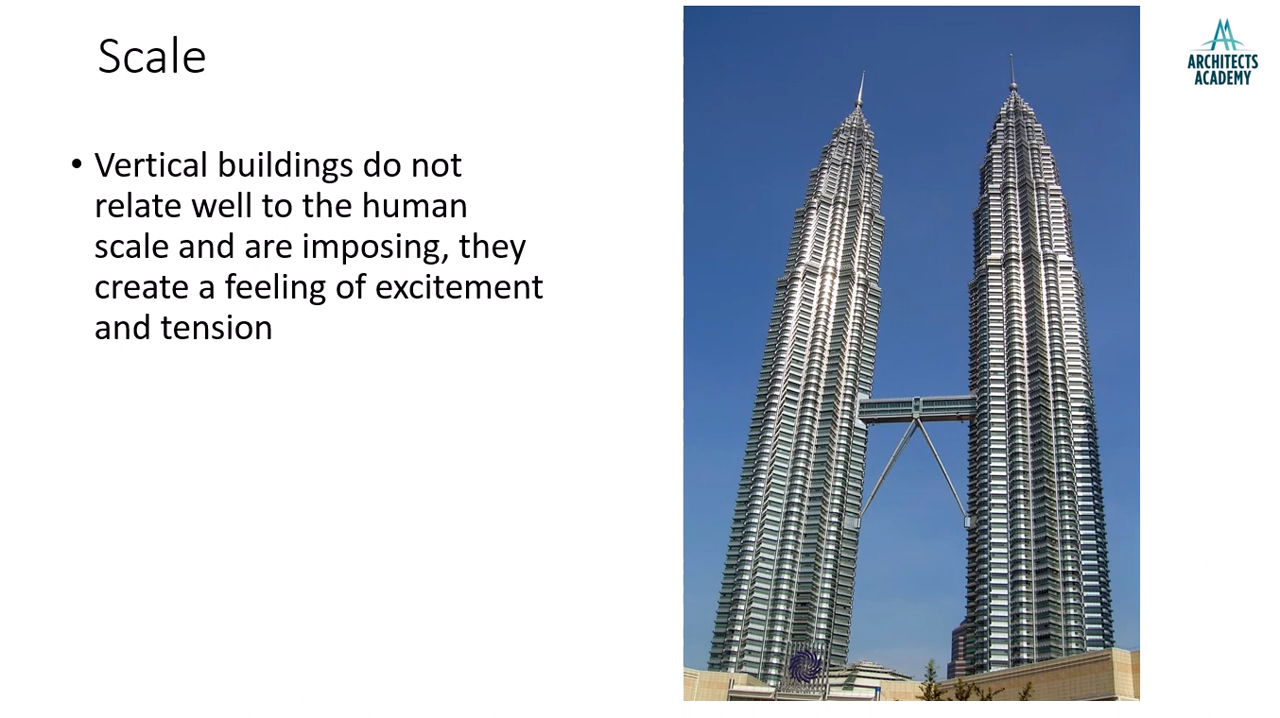 Scale
ARCHITECTS
ACADEMY
• Vertical buildings do not
relate well to the human
scale and are imposing, they
create a feeling of excitement
and tension